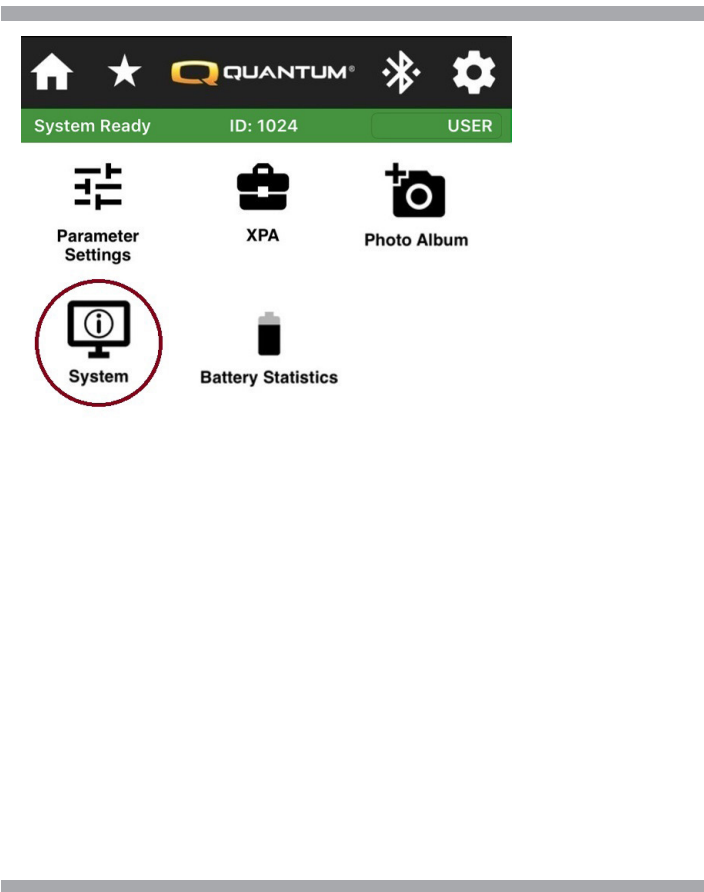 QUANTUM®
System Ready ID: 1024 USER
Parameter
Settings
XPA
Photo Album
System
Battery Statistics